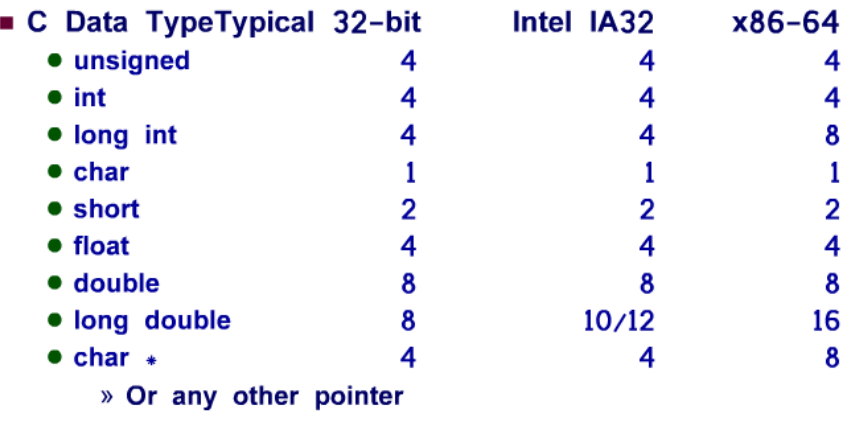 ■ C Data TypeTypical 32-bit Intel IA32 x86-64
● unsigned 4 4 4
● int 4 4 4
● long int 4 4 8
● char 1 1 1
● short 2 2 2
● float 4 4 4
● double 8 8 8
● long double 8 10/12 16
● char * 4 4 8
» Or any other pointer